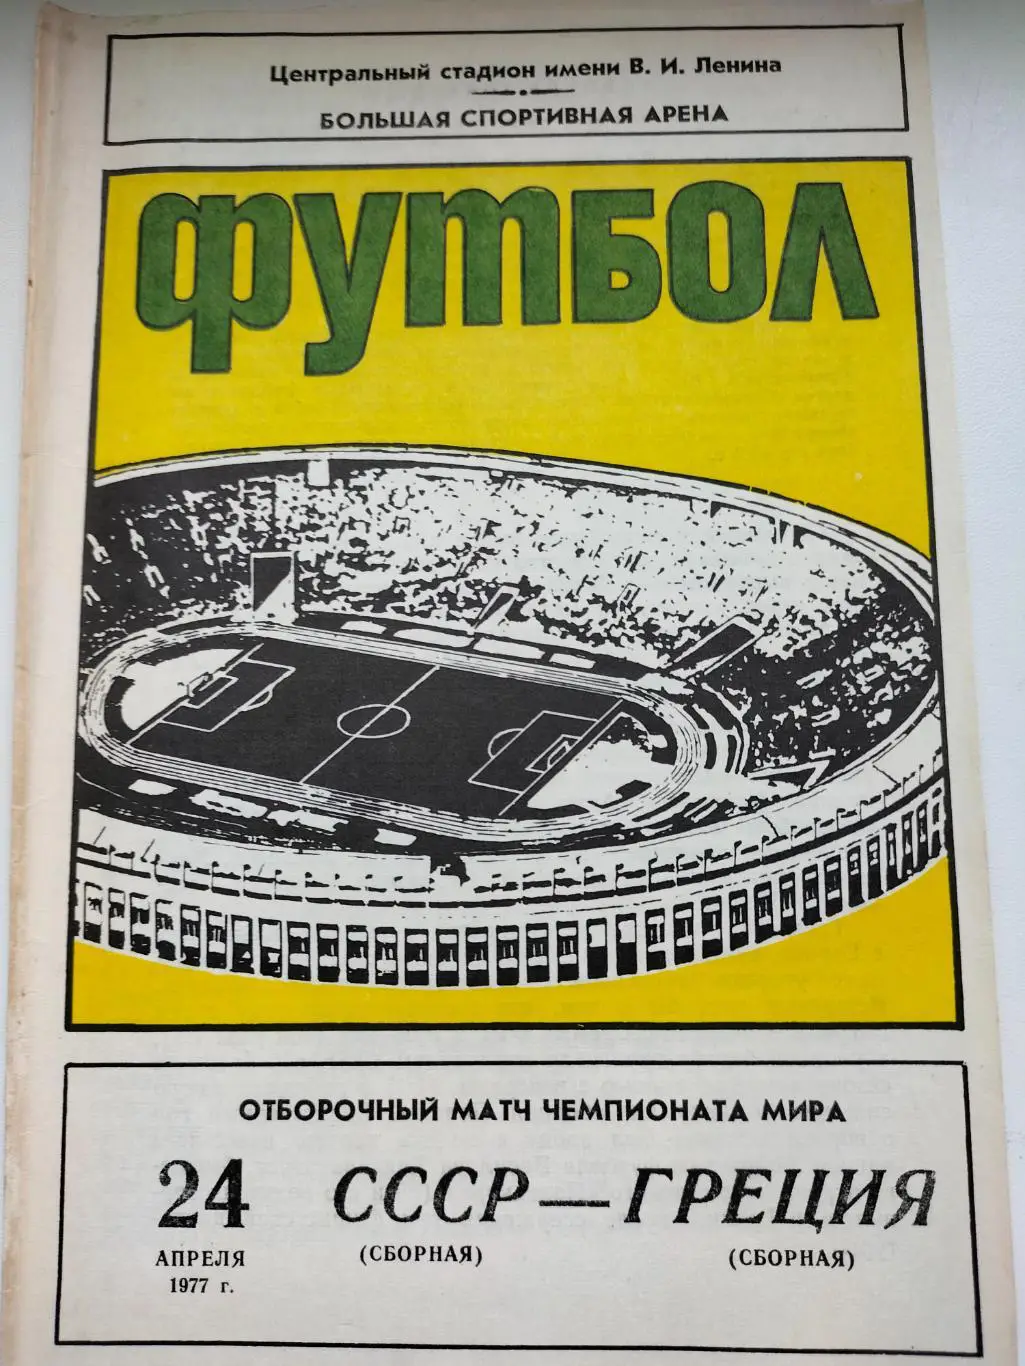 Центральный стадион имени В. И. Ленина
БОЛЬШАЯ СПОРТИВНАЯ АРЕНА
ФУТБОЛ
ОТБОРОЧНЫЙ МАТЧ ЧЕМПИОНАТА МИРА
24 СССР—ГРЕЦИЯ
АПРЕЛЯ (СБОРНАЯ) (СБОРНАЯ)
1977 г.